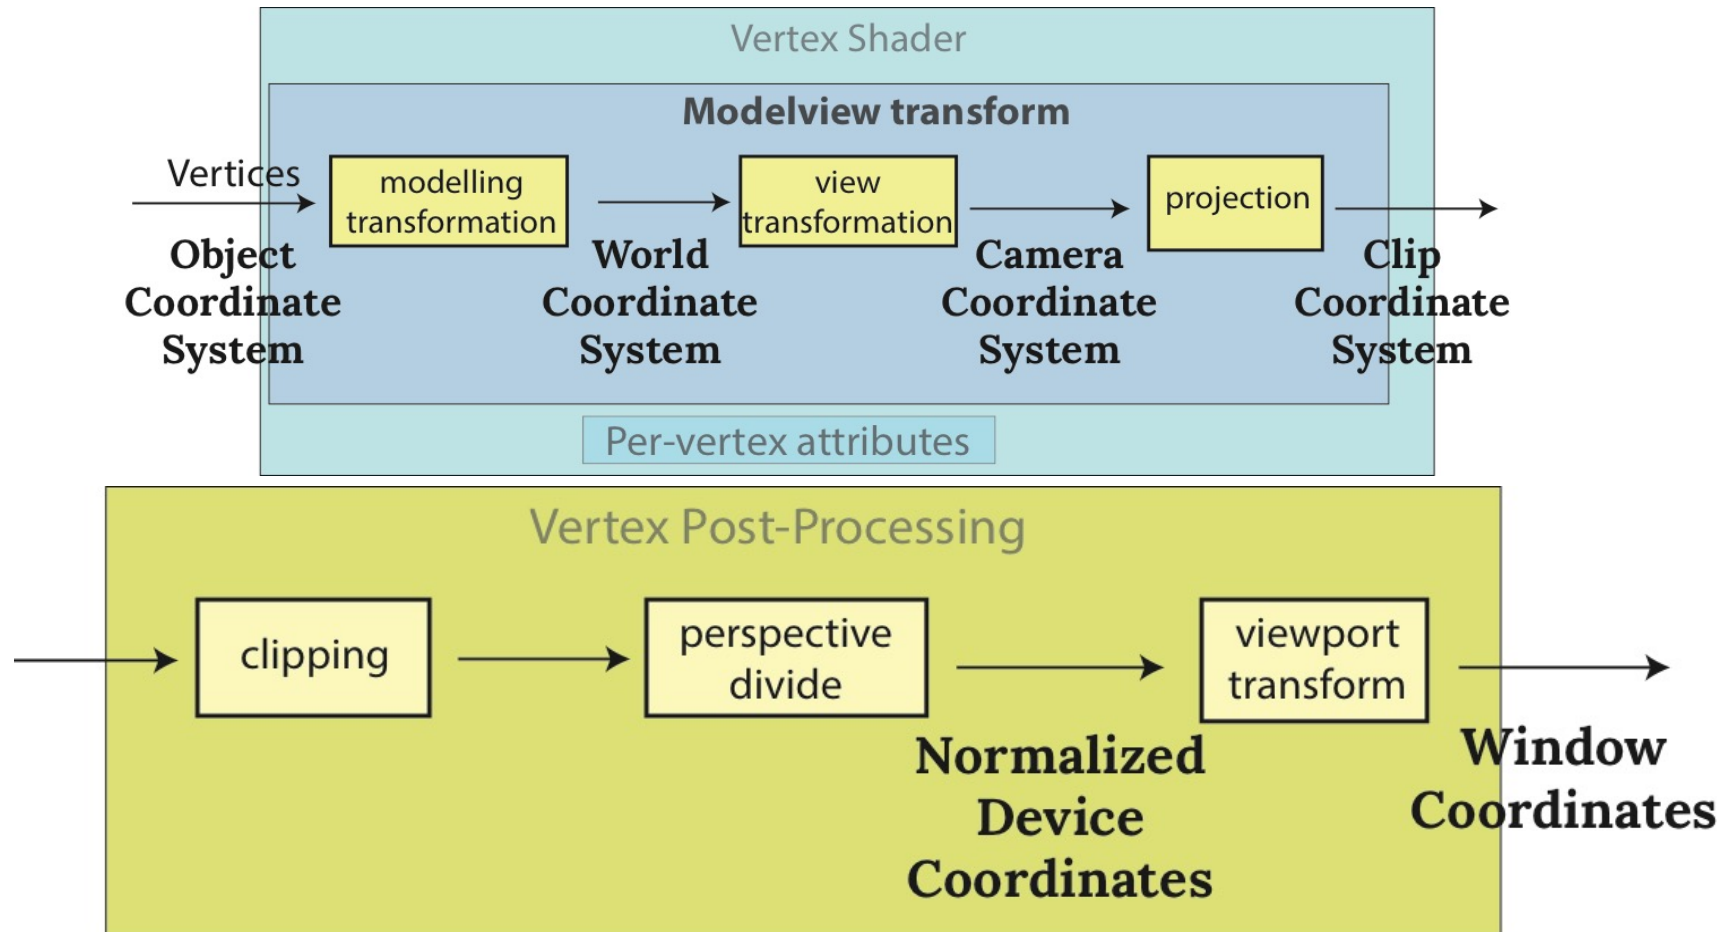 Vertex Shader
Modelview transform
Vertices
modelling
transformation
view
transformation
projection
Object
Coordinate
System
World
Coordinate
System
Camera
Coordinate
System
Clip
Coordinate
System
Per-vertex attributes
Vertex Post-Processing
clipping
perspective
divide
viewport
transform
Normalized
Device
Coordinates
Window
Coordinates